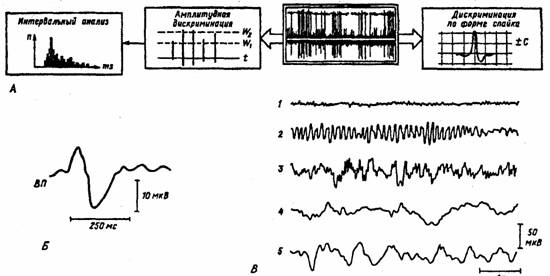 Интервальный анализ
n
ms
Амплитудная
дискриминация
W₂
W₁
t
Дискриминация
по форме спайка
±C
А
ВП
10 мкВ
250 мс
Б
1
2
3
4
5
50
мкВ
В